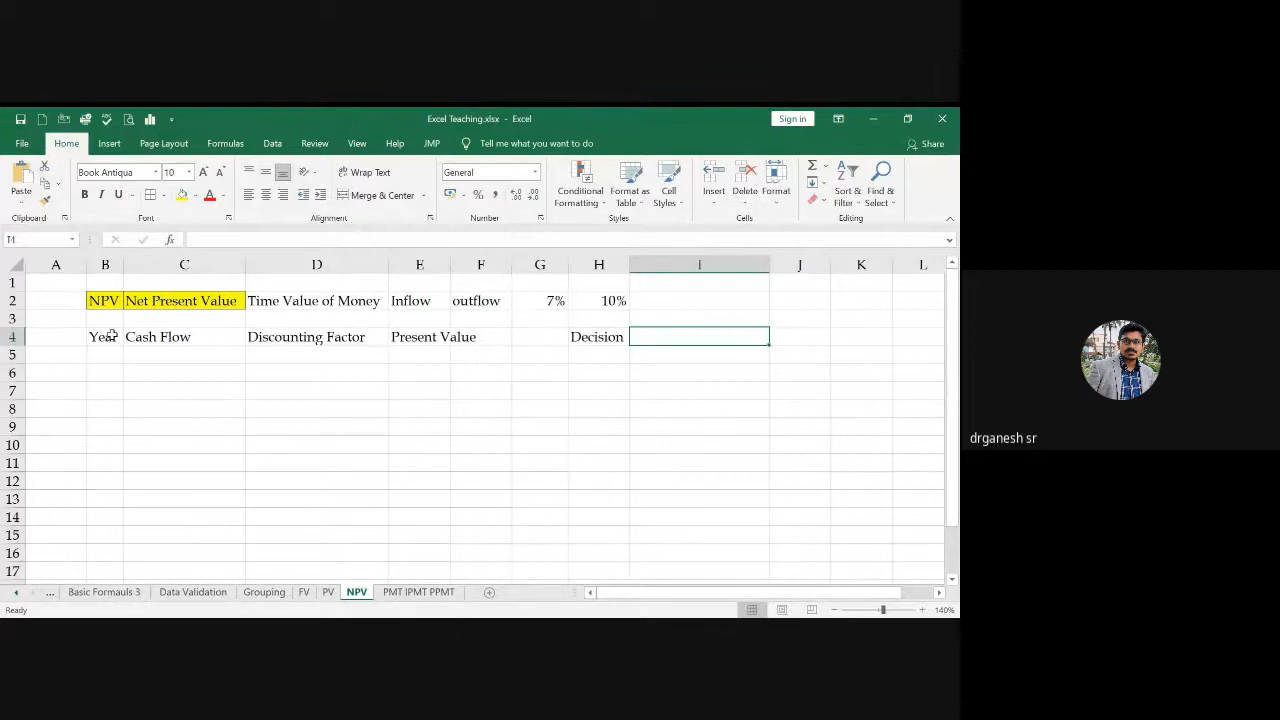 Excel Teaching.xlsx - Excel
Sign in
File Home Insert Page Layout Formulas Data Review View Help JMP Tell me what you want to do Share
Paste Book Antiqua 10 Wrap Text General Conditional Formatting Format as Table Cell Styles Insert Delete Format Sort & Filter Find & Select
B I U Merge & Center
Clipboard Font Alignment Number Styles Cells Editing
I4 fx
A B C D E F G H I J K L
1
2 NPV Net Present Value Time Value of Money Inflow outflow 7% 10%
3
4 Year Cash Flow Discounting Factor Present Value Decision
5
6
7
8
9
10
11
12
13
14
15
16
17
... Basic Formauls 3 Data Validation Grouping FV PV NPV PMT IPMT PPMT
Ready 140%
drganesh sr